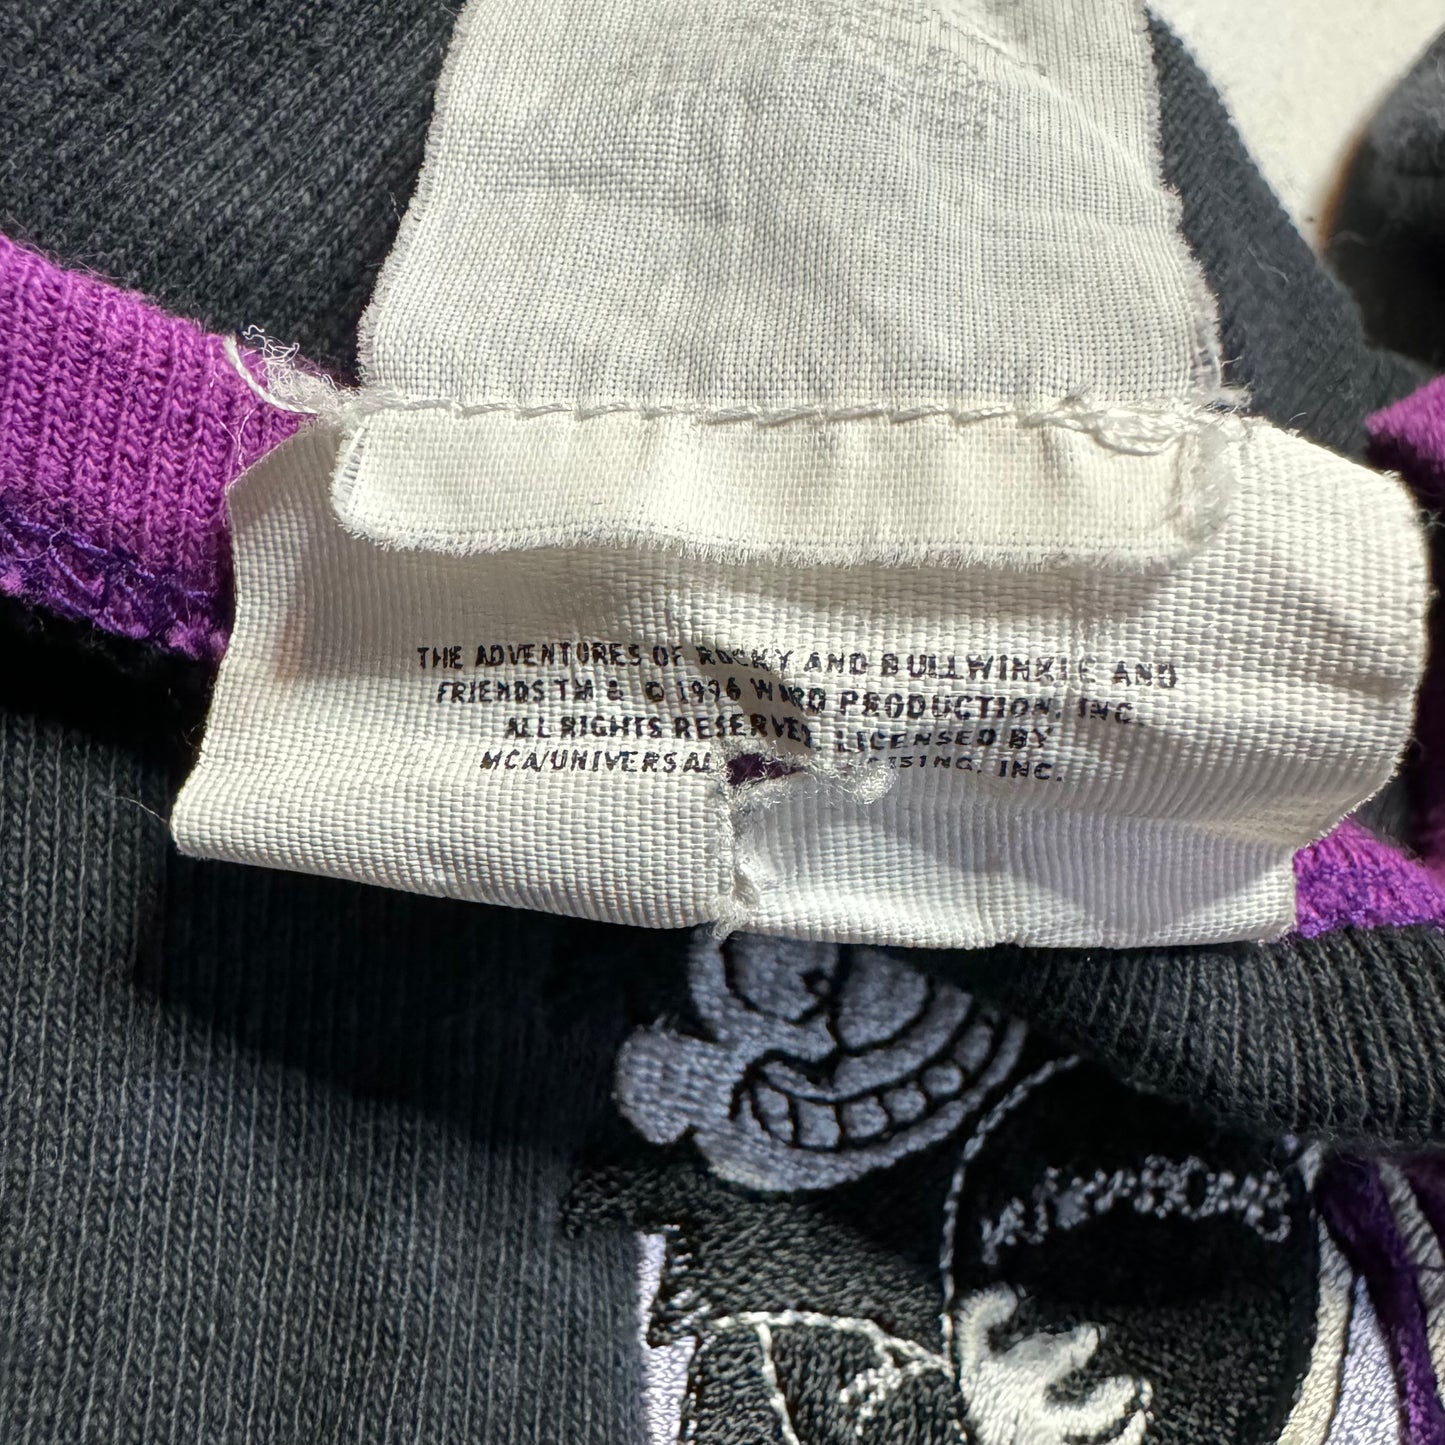 THE ADVENTURES OF ROCKY AND BULLWINKLE AND
FRIENDS TM & © 1996 WARD PRODUCTION, INC.
ALL RIGHTS RESERVED. LICENSED BY
MCA/UNIVERSAL INC.